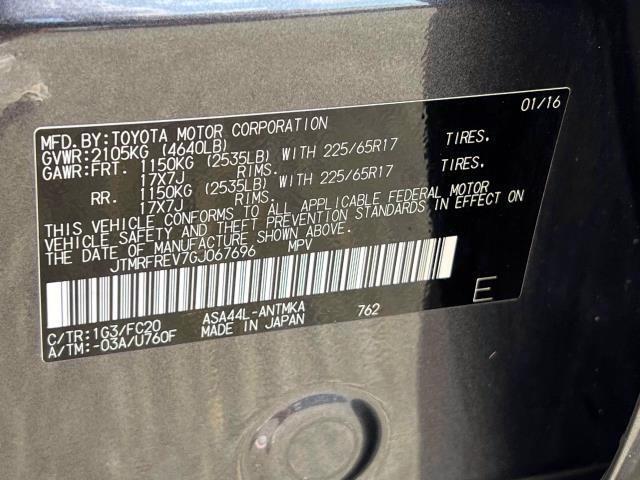 01/16
MFD. BY:TOYOTA MOTOR CORPORATION
GVWR:2105KG (4640LB)
GAWR:FRT. 1150KG (2535LB) WITH 225/65R17 TIRES.
17X7J RIMS.
RR. 1150KG (2535LB) WITH 225/65R17 TIRES.
17X7J RIMS.
THIS VEHICLE CONFORMS TO ALL APPLICABLE FEDERAL MOTOR
VEHICLE SAFETY AND THEFT PREVENTION STANDARDS IN EFFECT ON
THE DATE OF MANUFACTURE SHOWN ABOVE.
JTMRFREV7GJ067696 MPV
E
C/TR:1G3/FC20 ASA44L-ANTMKA 762
A/TM:-03A/U760F MADE IN JAPAN